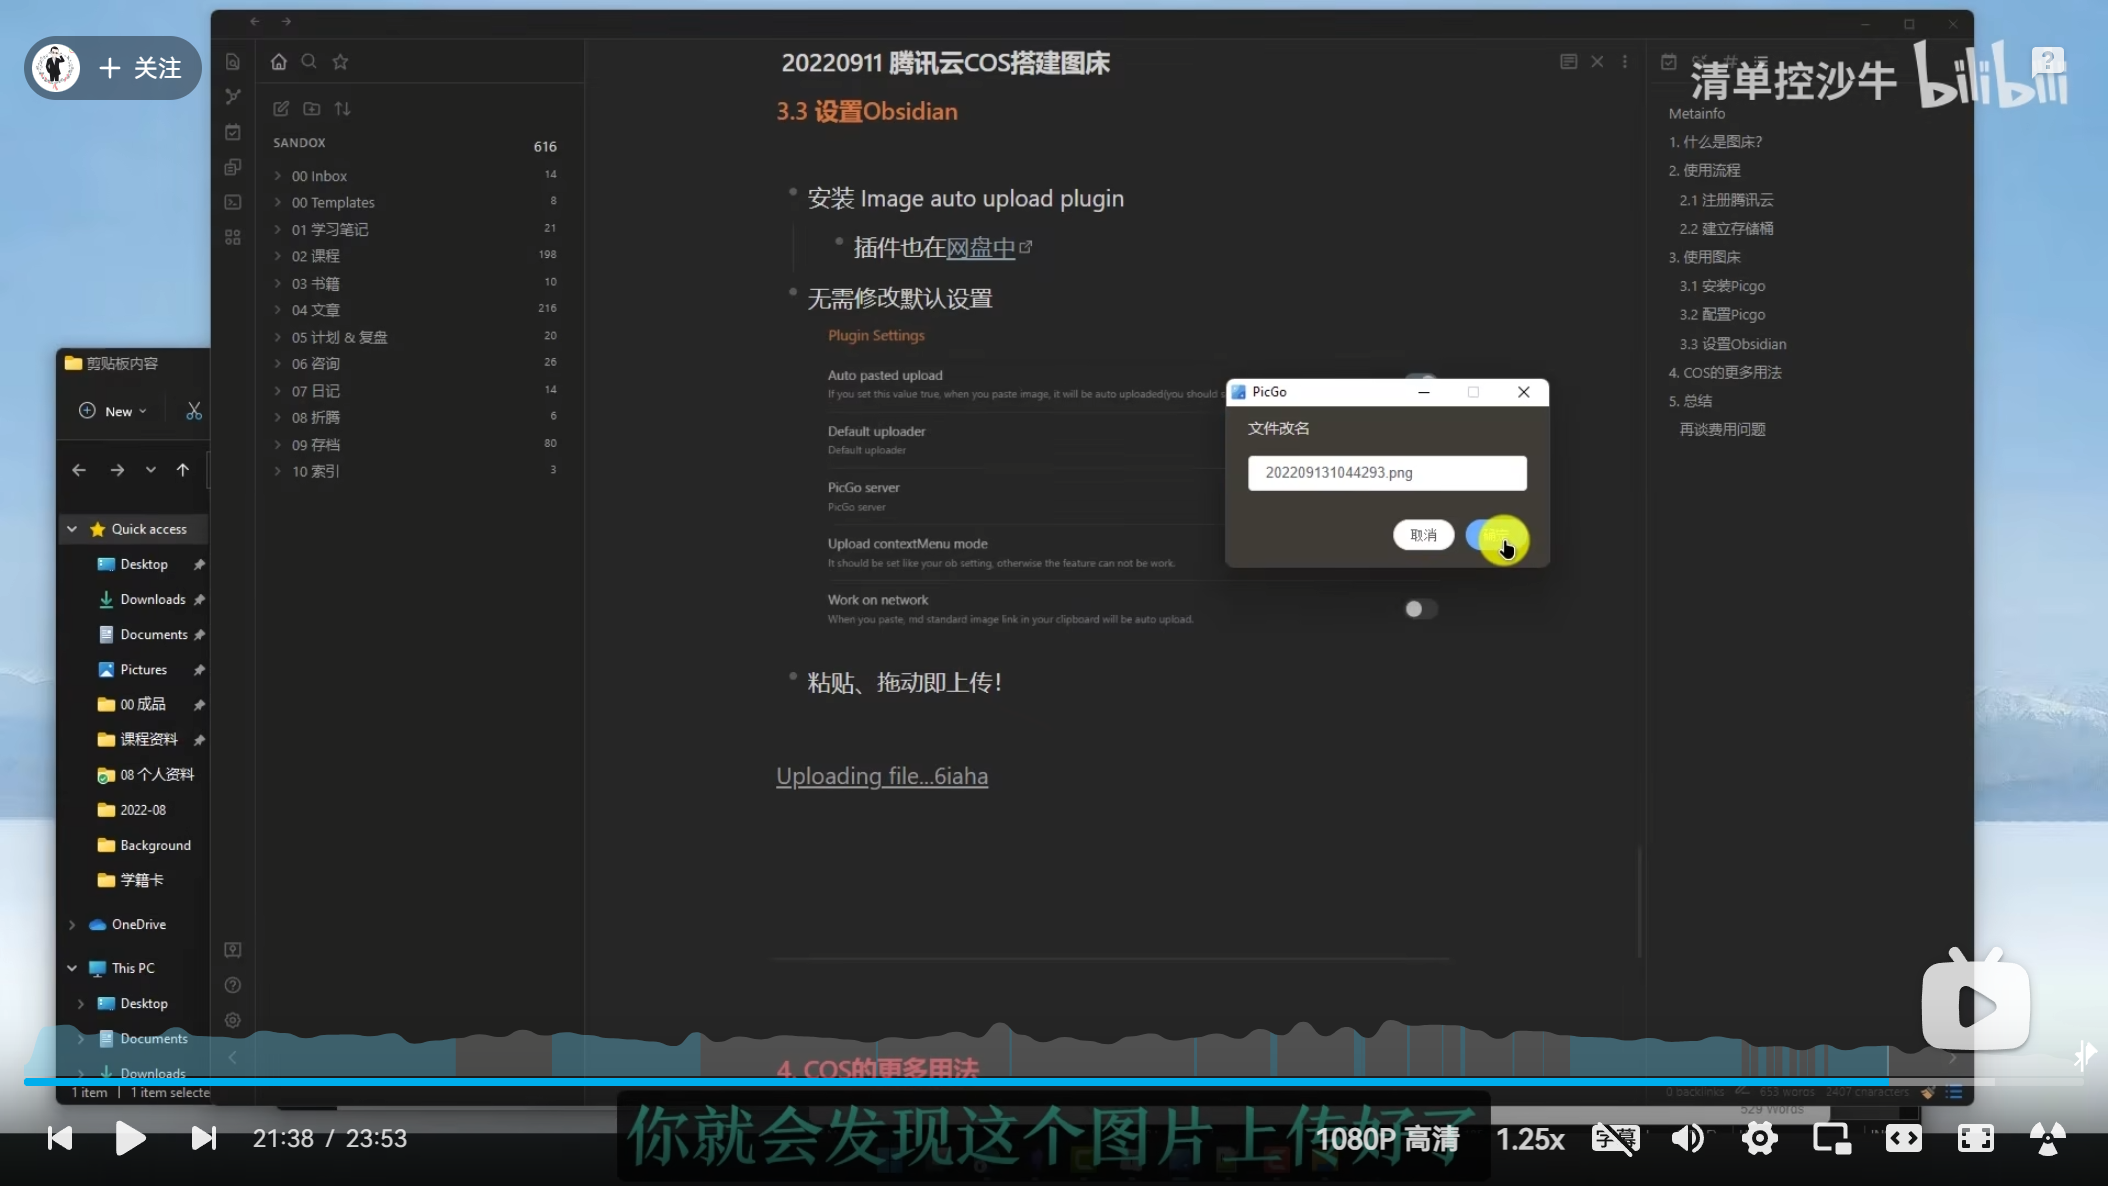 关注
20220911 腾讯云COS搭建图床
清单控沙牛 bilibili
3.3 设置Obsidian
SANDOX 616
00 Inbox 14
00 Templates 8
01 学习笔记 21
02 课程 198
03 书籍 10
04 文章 216
05 计划 & 复盘 20
06 咨询 26
07 日记 14
08 折腾 6
09 存档 80
10 索引 3
安装 Image auto upload plugin
插件也在网盘中
无需修改默认设置
Plugin Settings
Auto pasted upload
If you set this value true, when you paste image, it will be auto uploaded(you should
Default uploader
Default uploader
PicGo server
PicGo server
Upload contextMenu mode
It should be set like your ob setting, otherwise the feature can not be work.
Work on network
When you paste, md standard image link in your clipboard will be auto upload.
粘贴、拖动即上传！
Uploading file...6iaha
4. COS的更多用法
PicGo
文件改名
202209131044293.png
取消
确定
Metainfo
1. 什么是图床?
2. 使用流程
2.1 注册腾讯云
2.2 建立存储桶
3. 使用图床
3.1 安装Picgo
3.2 配置Picgo
3.3 设置Obsidian
4. COS的更多用法
5. 总结
再谈费用问题
剪贴板内容
New
Quick access
Desktop
Downloads
Documents
Pictures
00 成品
课程资料
08 个人资料
2022-08
Background
学籍卡
OneDrive
This PC
Desktop
Documents
Downloads
1 item 1 item selecte
0 backlinks 653 words 2407 characters
529 Words
你就会发现这个图片上传好了
21:38 / 23:53
1080P 高清
1.25x
字幕